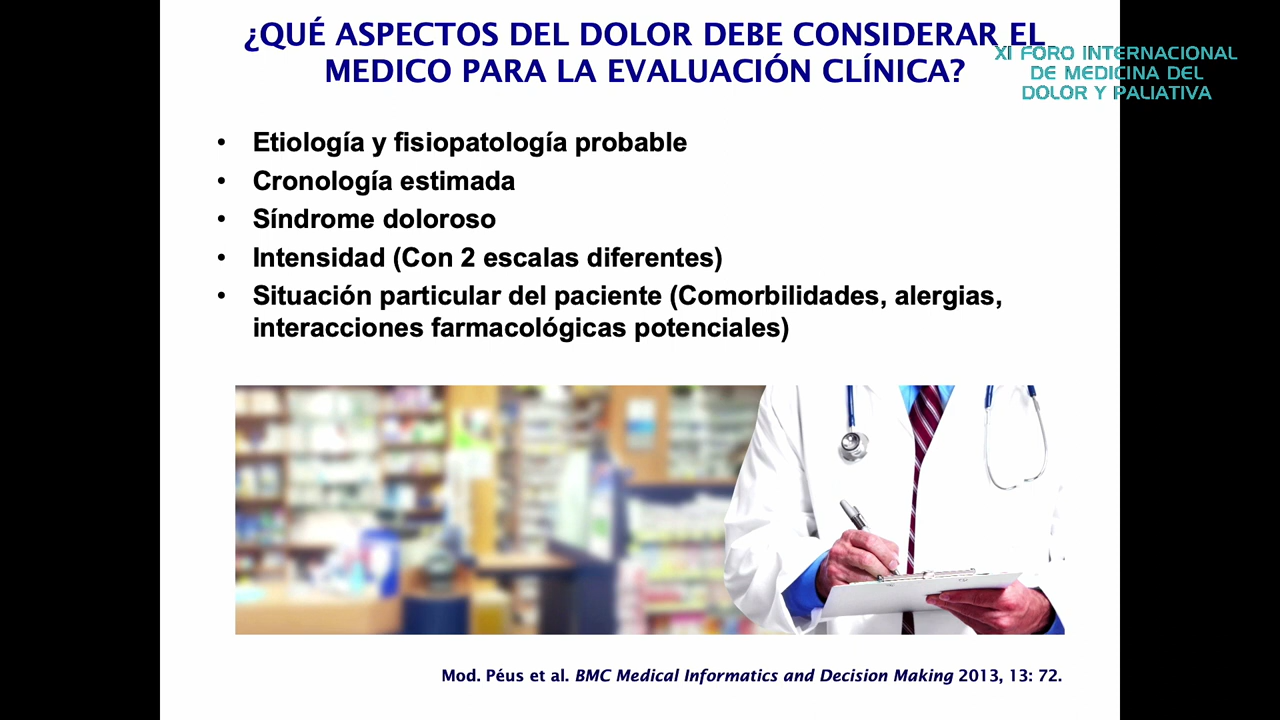 ¿QUÉ ASPECTOS DEL DOLOR DEBE CONSIDERAR EL
MEDICO PARA LA EVALUACIÓN CLÍNICA?
XI FORO INTERNACIONAL
DE MEDICINA DEL
DOLOR Y PALIATIVA
• Etiología y fisiopatología probable
• Cronología estimada
• Síndrome doloroso
• Intensidad (Con 2 escalas diferentes)
• Situación particular del paciente (Comorbilidades, alergias,
interacciones farmacológicas potenciales)
Mod. Péus et al. BMC Medical Informatics and Decision Making 2013, 13: 72.